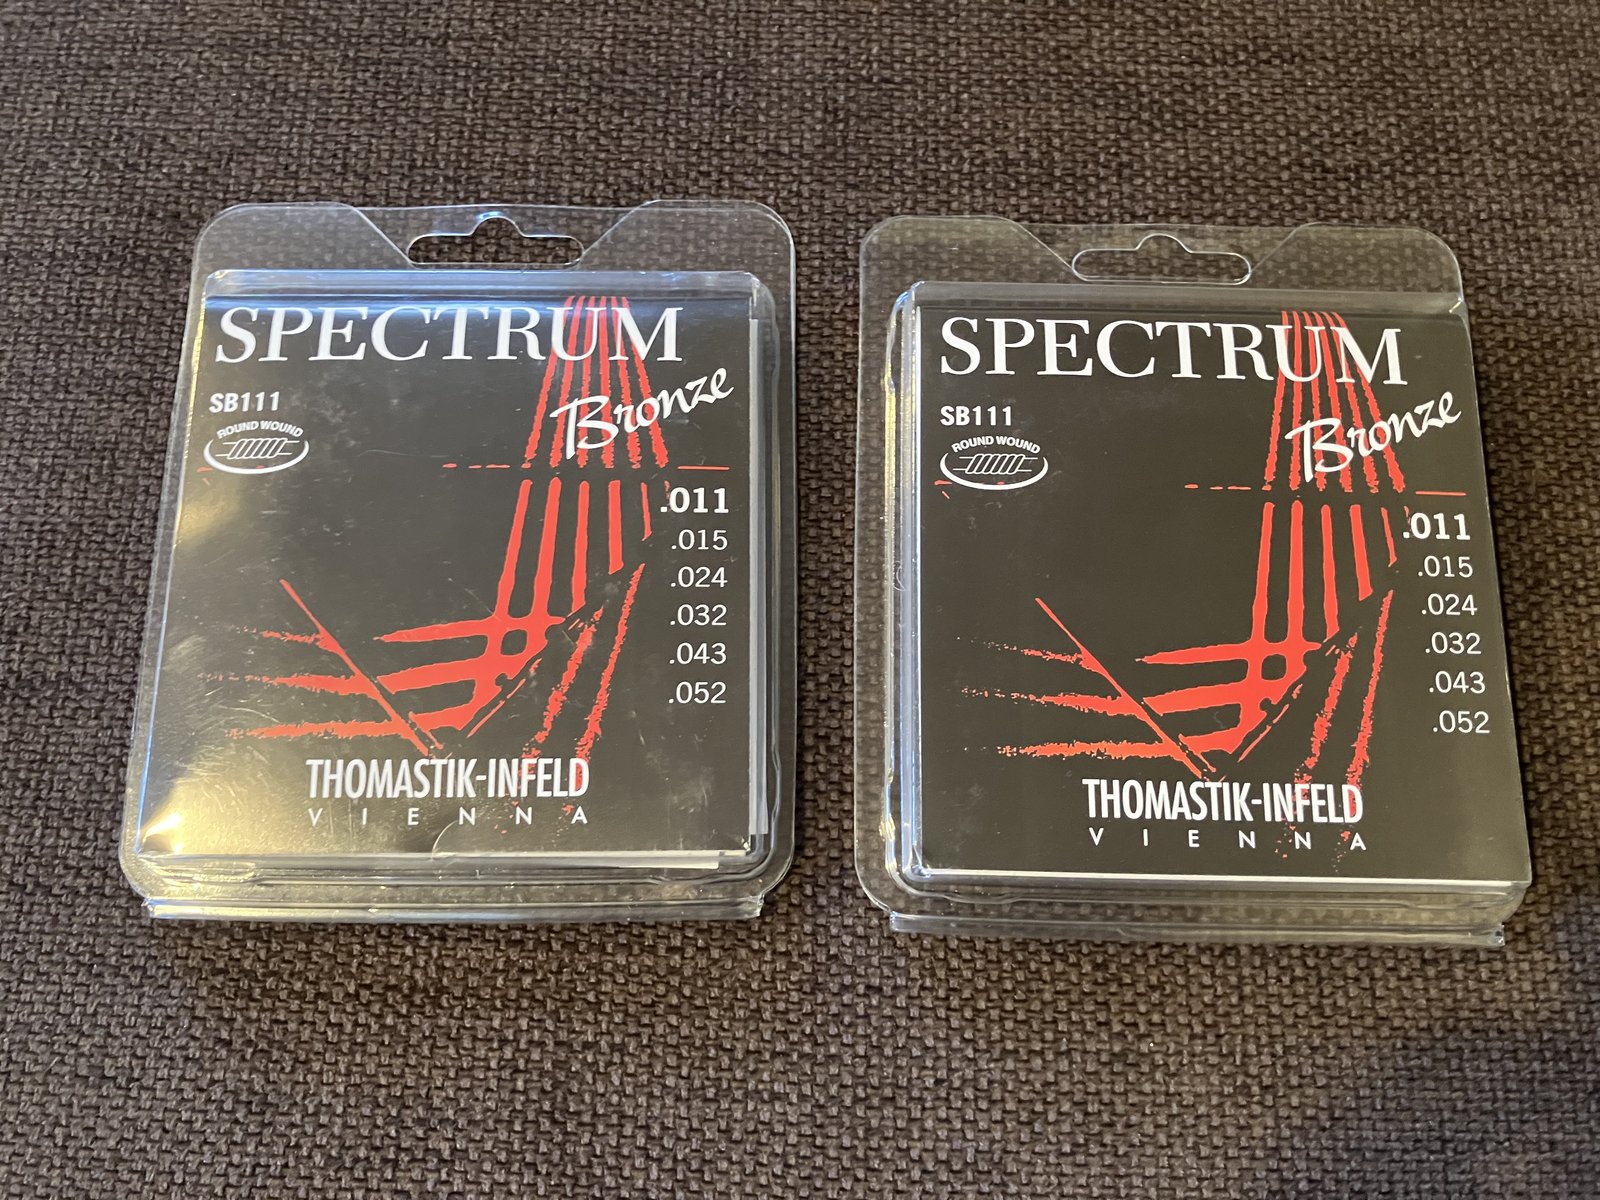 SPECTRUM
Bronze
SB111
ROUND WOUND
.011
.015
.024
.032
.043
.052
THOMASTIK-INFELD
VIENNA
SPECTRUM
Bronze
SB111
ROUND WOUND
.011
.015
.024
.032
.043
.052
THOMASTIK-INFELD
VIENNA